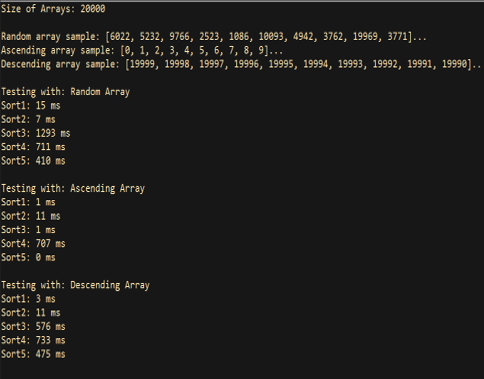 Size of Arrays: 20000
Random array sample: [6022, 5232, 9766, 2523, 1086, 10093, 4942, 3762, 19969, 3771]...
Ascending array sample: [0, 1, 2, 3, 4, 5, 6, 7, 8, 9]...
Descending array sample: [19999, 19998, 19997, 19996, 19995, 19994, 19993, 19992, 19991, 19990]..
Testing with: Random Array
Sort1: 15 ms
Sort2: 7 ms
Sort3: 1293 ms
Sort4: 711 ms
Sort5: 410 ms
Testing with: Ascending Array
Sort1: 1 ms
Sort2: 11 ms
Sort3: 1 ms
Sort4: 707 ms
Sort5: 0 ms
Testing with: Descending Array
Sort1: 3 ms
Sort2: 11 ms
Sort3: 576 ms
Sort4: 733 ms
Sort5: 475 ms